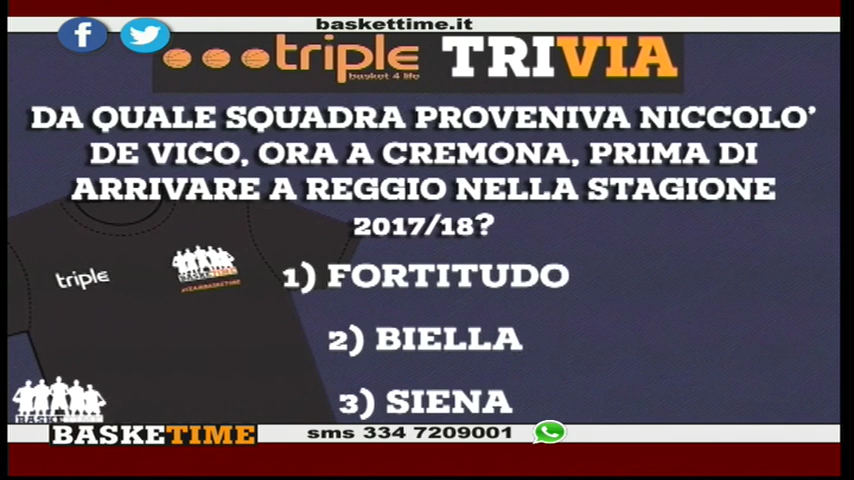 baskettime.it
triple TRIVIA
basket 4 life
DA QUALE SQUADRA PROVENIVA NICCOLO'
DE VICO, ORA A CREMONA, PRIMA DI
ARRIVARE A REGGIO NELLA STAGIONE
2017/18?
triple
BASKETIME
1) FORTITUDO
2) BIELLA
3) SIENA
BASKETIME
sms 334 7209001